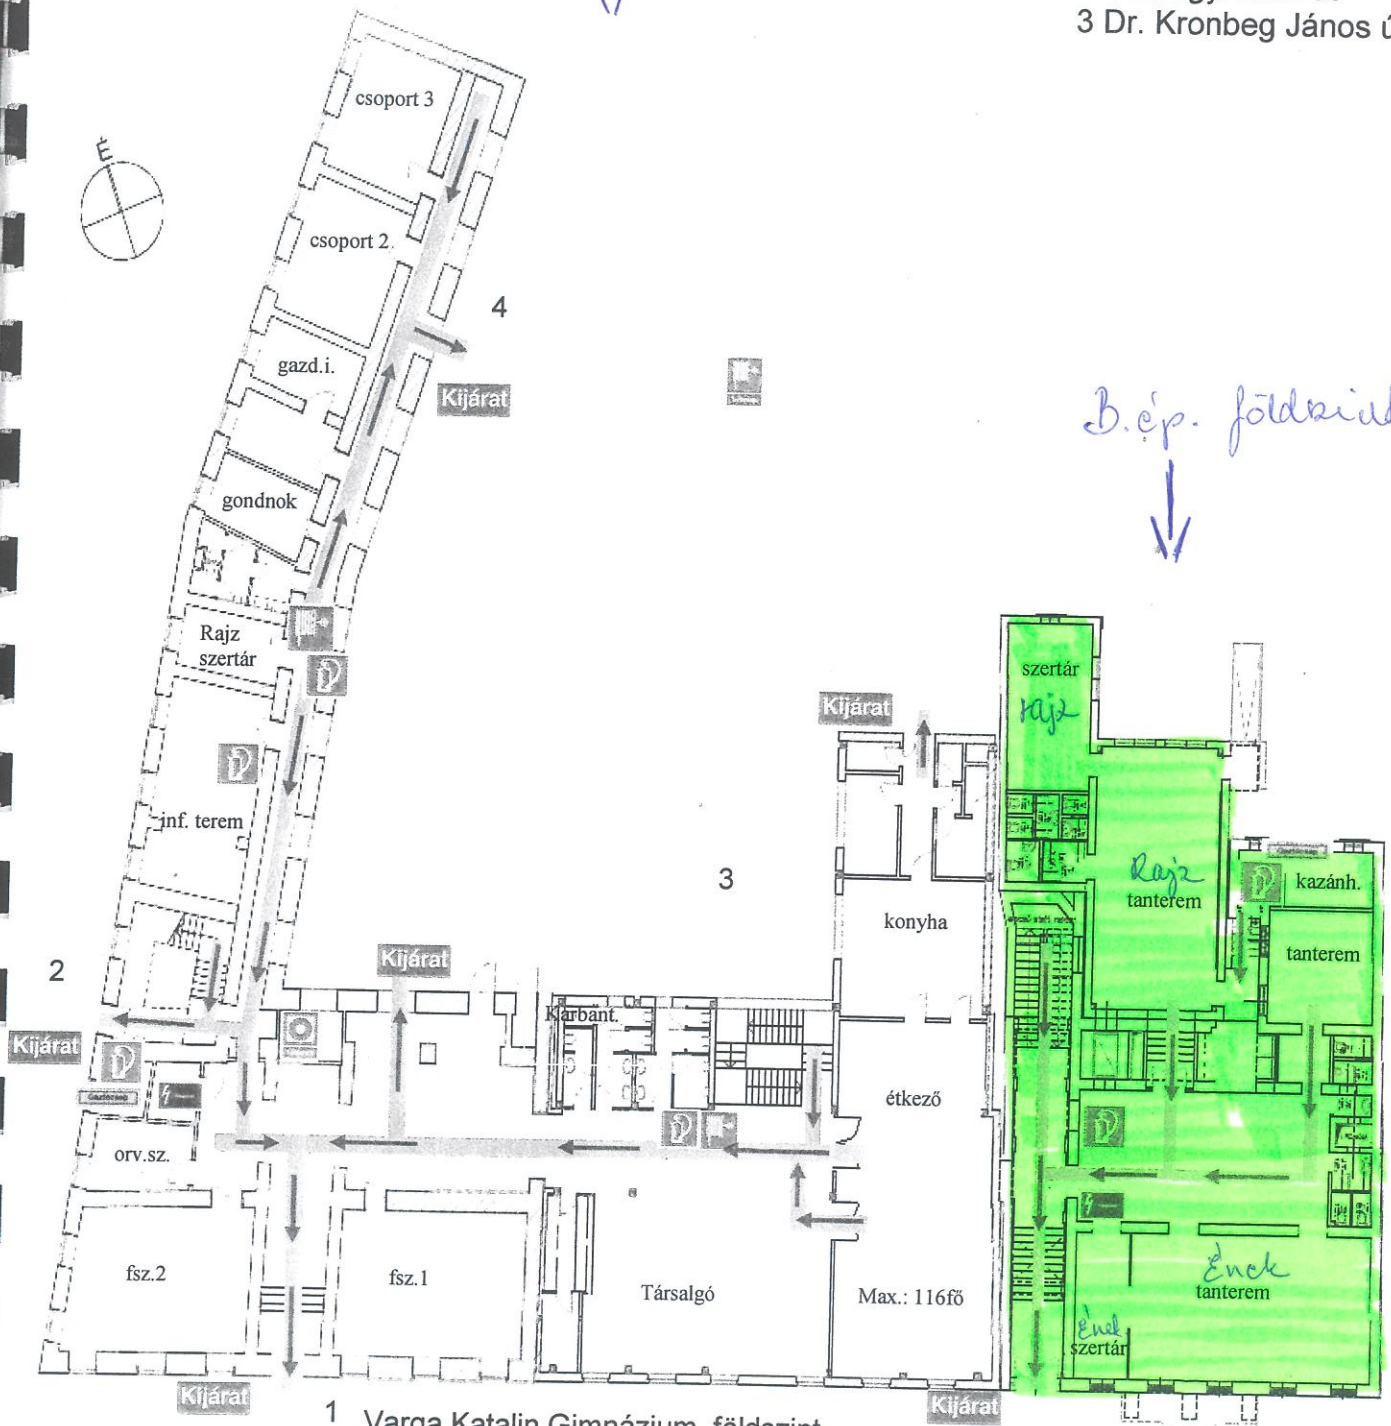 3 Dr. Kronbeg János ú
csoport 3
É
csoport 2
4
gazd.i.
Kijárat
B.ép.
gondnok
Rajz
szertár
szertár
rajz
Kijárat
inf. terem
Rajz
tanterem
kazánh.
3
konyha
tanterem
2
Kijárat
Karbant.
Kijárat
étkező
orv.sz.
fsz.2
fsz.1
Társalgó
Max.: 116fő
Ének
tanterem
Ének
szertár
Kijárat
Kijárat
1
Varga Katalin Gimnázium, földszint